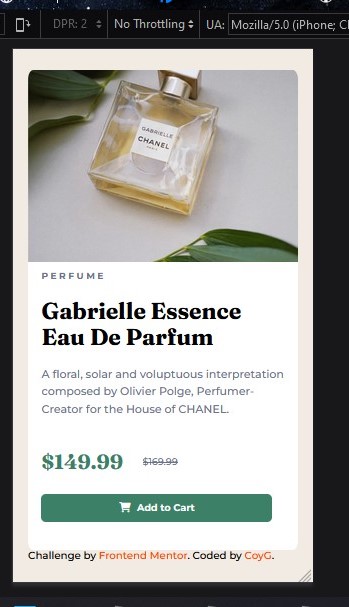 DPR: 2 No Throttling UA: Mozilla/5.0 (iPhone;
GABRIELLE
CHANEL
PARIS
PERFUME
Gabrielle Essence
Eau De Parfum
A floral, solar and voluptuous interpretation
composed by Olivier Polge, Perfumer-
Creator for the House of CHANEL.
$149.99 $169.99
Add to Cart
Challenge by Frontend Mentor. Coded by CoyG.